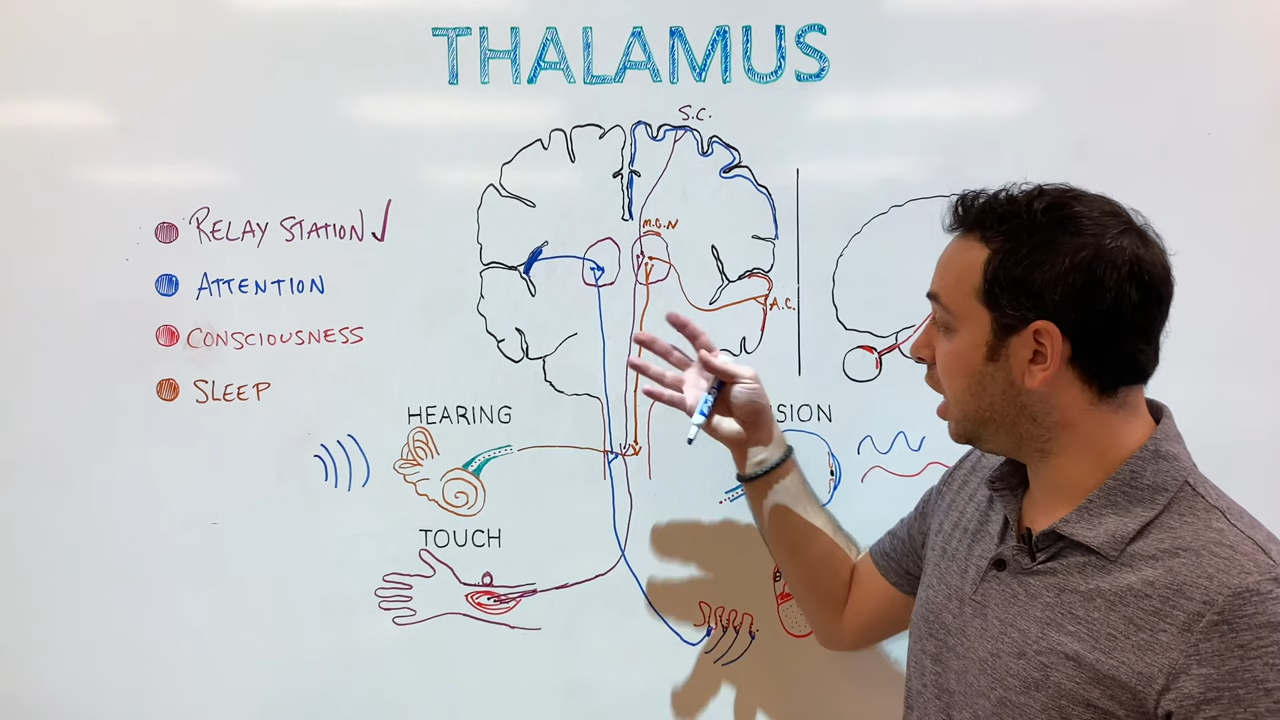 THALAMUS
S.C.
RELAY STATION ✓
M.G.N
ATTENTION
A.C.
CONSCIOUSNESS
SLEEP
HEARING
SION
TOUCH